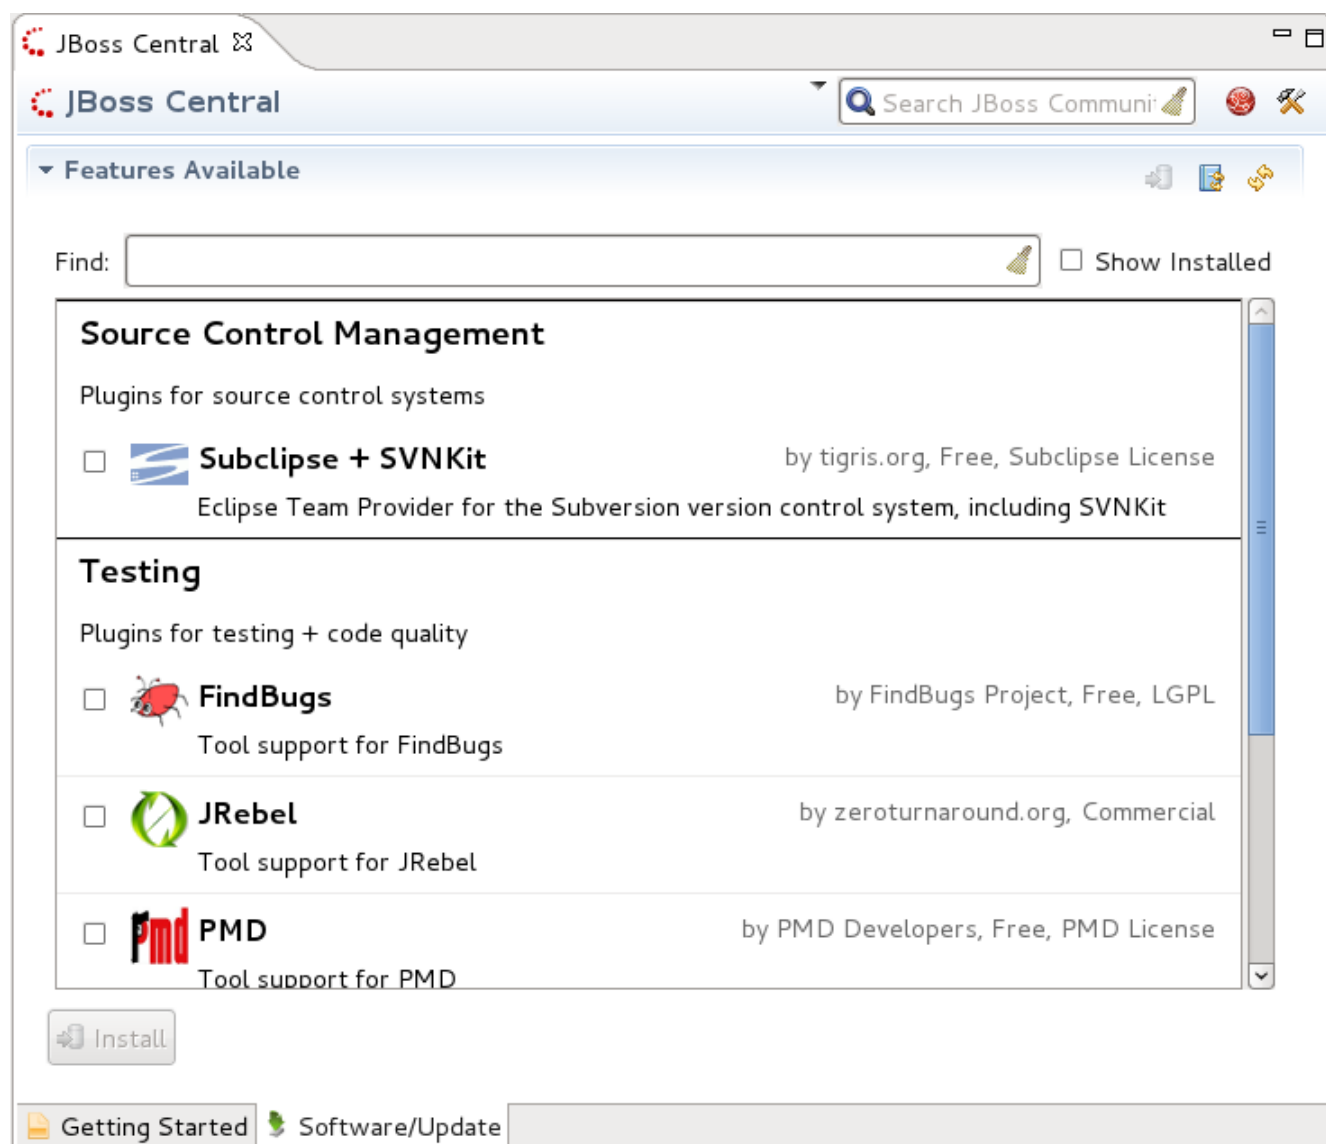 JBoss Central
JBoss Central
Search JBoss Communi
Features Available
Find:
Show Installed
Source Control Management
Plugins for source control systems
Subclipse + SVNKit
by tigris.org, Free, Subclipse License
Eclipse Team Provider for the Subversion version control system, including SVNKit
Testing
Plugins for testing + code quality
FindBugs
by FindBugs Project, Free, LGPL
Tool support for FindBugs
JRebel
by zeroturnaround.org, Commercial
Tool support for JRebel
Pmd
PMD
by PMD Developers, Free, PMD License
Tool support for PMD
Install
Getting Started
Software/Update